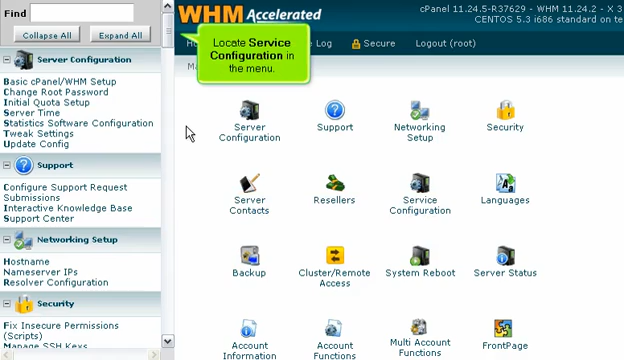 Find
Collapse All
Expand All
Server Configuration
Basic cPanel/WHM Setup
Change Root Password
Initial Quota Setup
Server Time
Statistics Software Configuration
Tweak Settings
Update Config
Support
Configure Support Request
Submissions
Interactive Knowledge Base
Support Center
Networking Setup
Hostname
Nameserver IPs
Resolver Configuration
Security
Fix Insecure Permissions
(Scripts)
Manage SSH Keys
WHM Accelerated
cPanel 11.24.5-R37629 - WHM 11.24.2 - X 3
CENTOS 5.3 i686 standard on
Log
Secure
Logout (root)
Locate Service
Configuration in
the menu.
Server
Configuration
Support
Networking
Setup
Security
Server
Contacts
Resellers
Service
Configuration
Languages
Backup
Cluster/Remote
Access
System Reboot
Server Status
Account
Information
Account
Functions
Multi Account
Functions
FrontPage